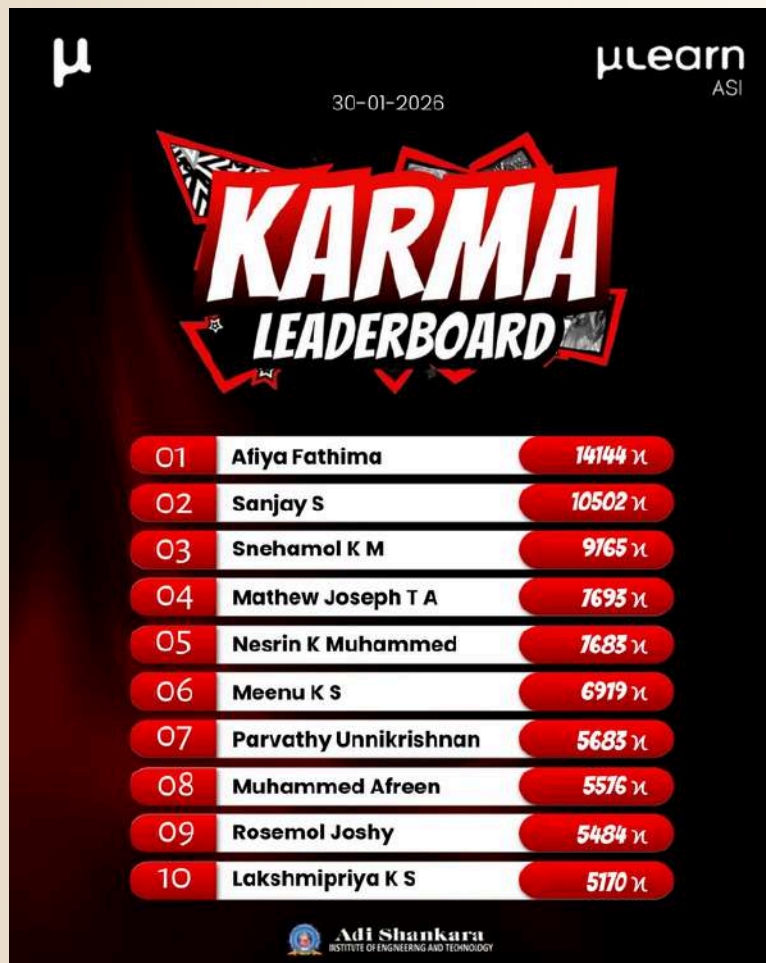 µ
µLearn
ASI
30-01-2026
KARMA
LEADERBOARD
01 Afiya Fathima 14144 ϰ
02 Sanjay S 10502 ϰ
03 Snehamol K M 9765 ϰ
04 Mathew Joseph T A 7693 ϰ
05 Nesrin K Muhammed 7683 ϰ
06 Meenu K S 6919 ϰ
07 Parvathy Unnikrishnan 5683 ϰ
08 Muhammed Afreen 5576 ϰ
09 Rosemol Joshy 5484 ϰ
10 Lakshmipriya K S 5170 ϰ
Adi Shankara
INSTITUTE OF ENGINEERING AND TECHNOLOGY